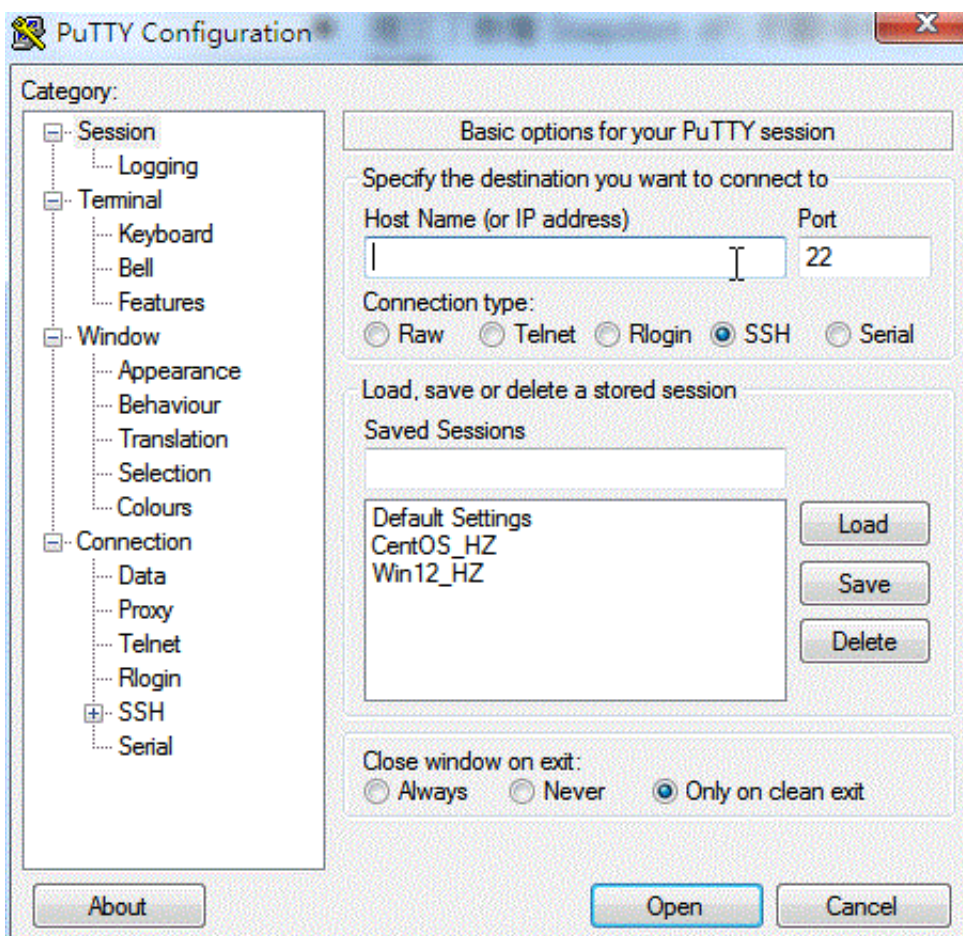 PuTTY Configuration
Category:
Session
Logging
Terminal
Keyboard
Bell
Features
Window
Appearance
Behaviour
Translation
Selection
Colours
Connection
Data
Proxy
Telnet
Rlogin
SSH
Serial
Basic options for your PuTTY session
Specify the destination you want to connect to
Host Name (or IP address) Port
22
Connection type:
Raw Telnet Rlogin SSH Serial
Load, save or delete a stored session
Saved Sessions
Default Settings
CentOS_HZ
Win12_HZ
Load
Save
Delete
Close window on exit:
Always Never Only on clean exit
About Open Cancel